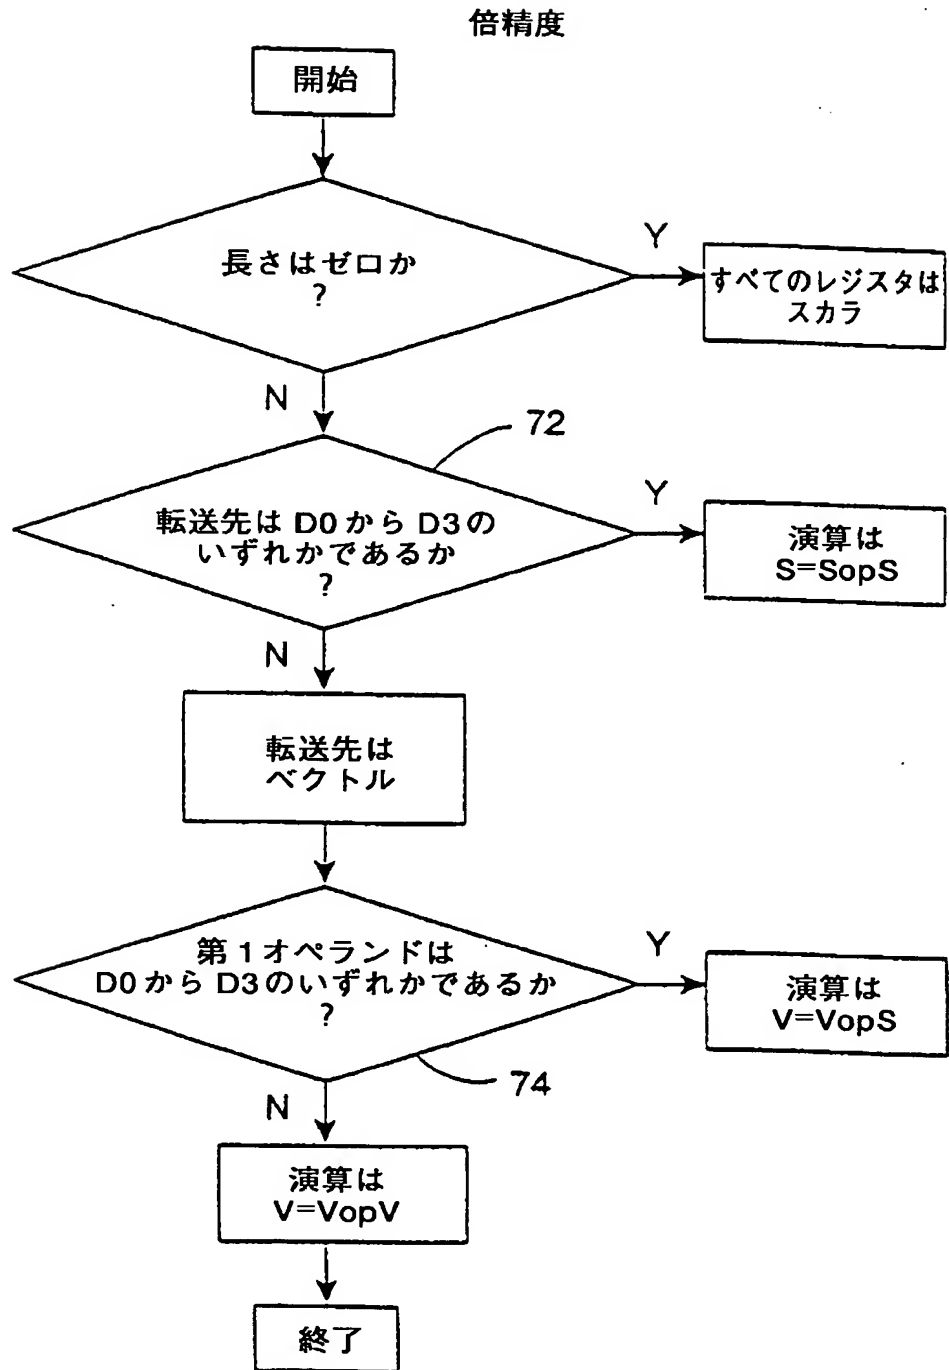 倍精度
開始
長さはゼロか
?
Y
すべてのレジスタは
スカラ
N
72
転送先は D0 から D3の
いずれかであるか
?
Y
演算は
S=SopS
N
転送先は
ベクトル
第1オペランドは
D0 から D3のいずれかであるか
?
Y
演算は
V=VopS
74
N
演算は
V=VopV
終了